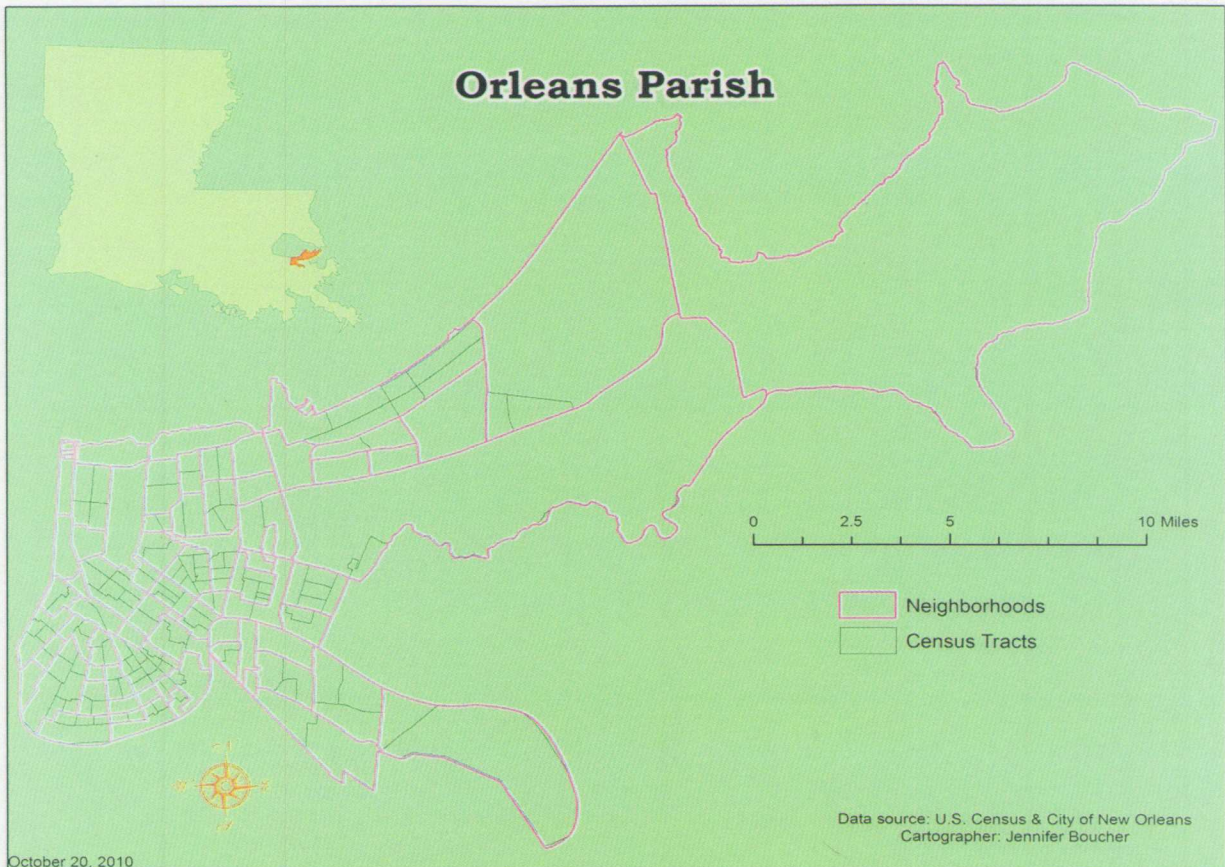 Orleans Parish
0 2.5 5 10 Miles
Neighborhoods
Census Tracts
Data source: U.S. Census & City of New Orleans
Cartographer: Jennifer Boucher
October 20, 2010